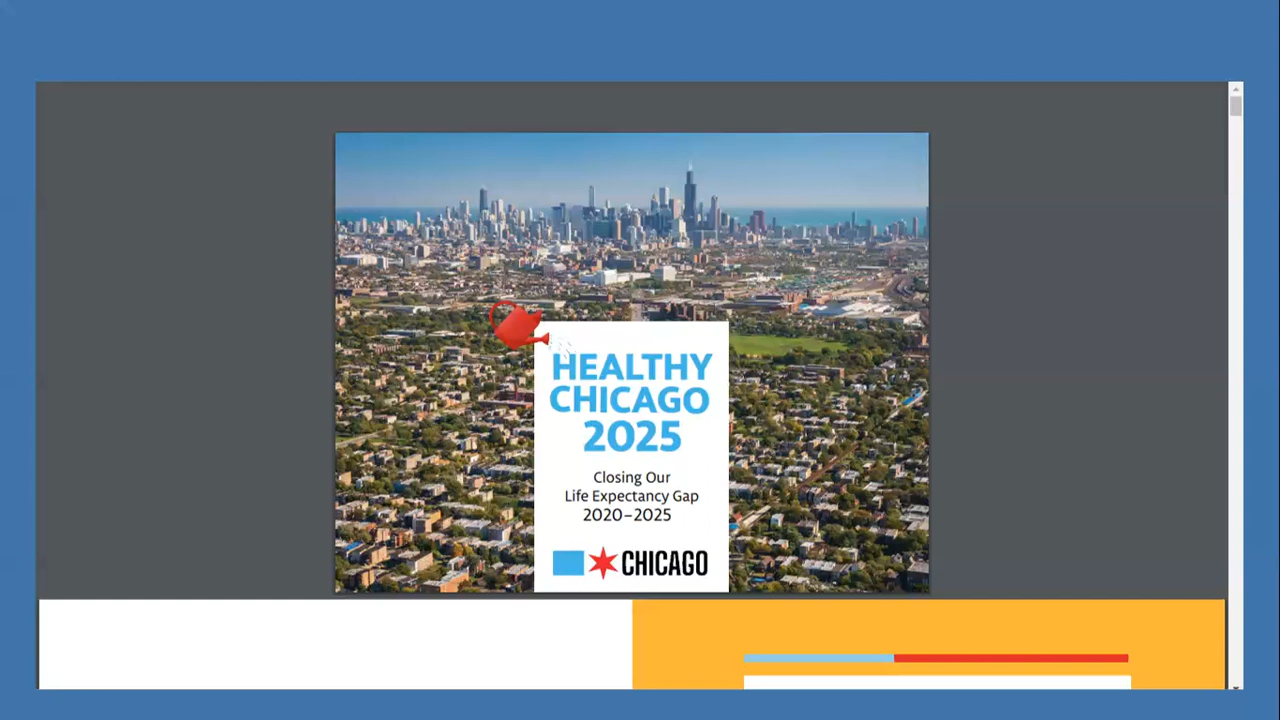 HEALTHY
CHICAGO
2025
Closing Our
Life Expectancy Gap
2020–2025
CHICAGO